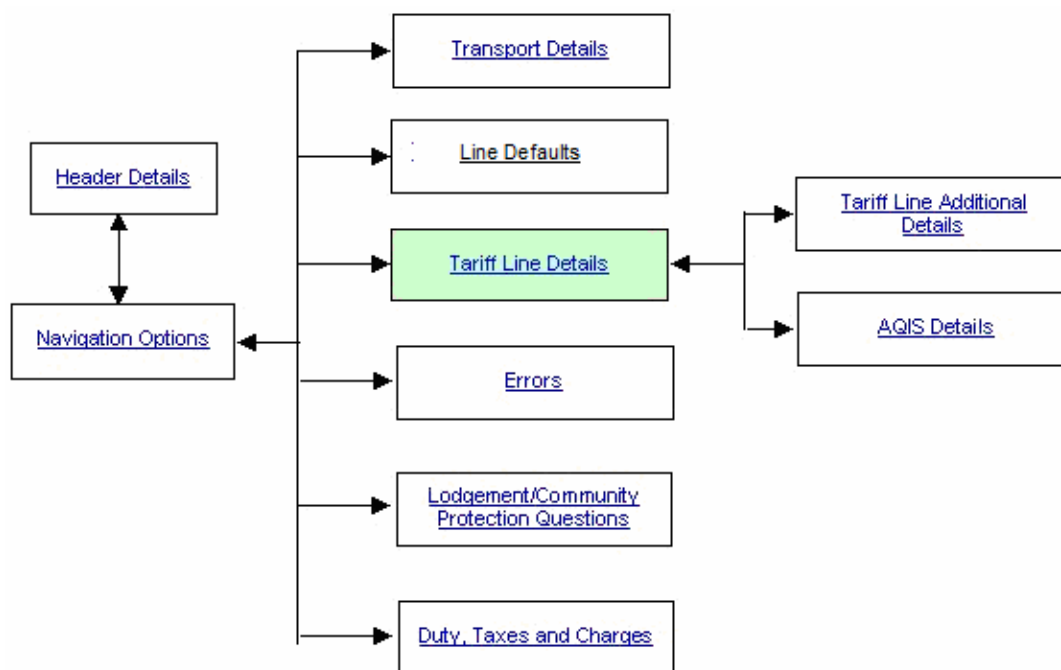 Transport Details
Line Defaults
Header Details
Tariff Line Additional
Details
Tariff Line Details
Navigation Options
AQIS Details
Errors
Lodgement/Community
Protection Questions
Duty, Taxes and Charges